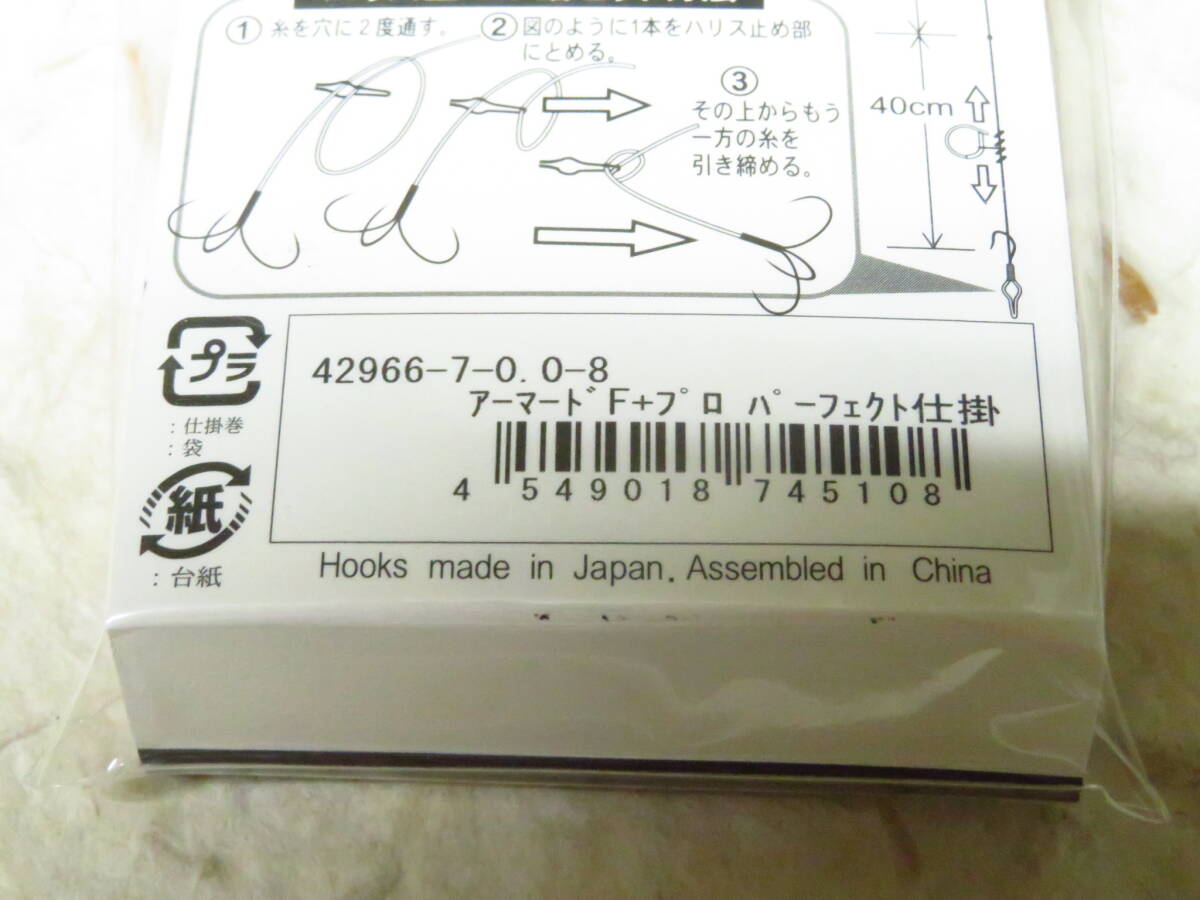 ① 糸を穴に2度通す。
② 図のように1本をハリス止め部
にとめる。
③
その上からもう
一方の糸を
引き締める。
40cm
プラ
：仕掛巻
：袋
紙
：台紙
42966-7-0.0-8
ｱｰﾏｰﾄﾞF+ﾌﾟﾛ ﾊﾟｰﾌｪｸﾄ仕掛
4 549018 745108
Hooks made in Japan. Assembled in China